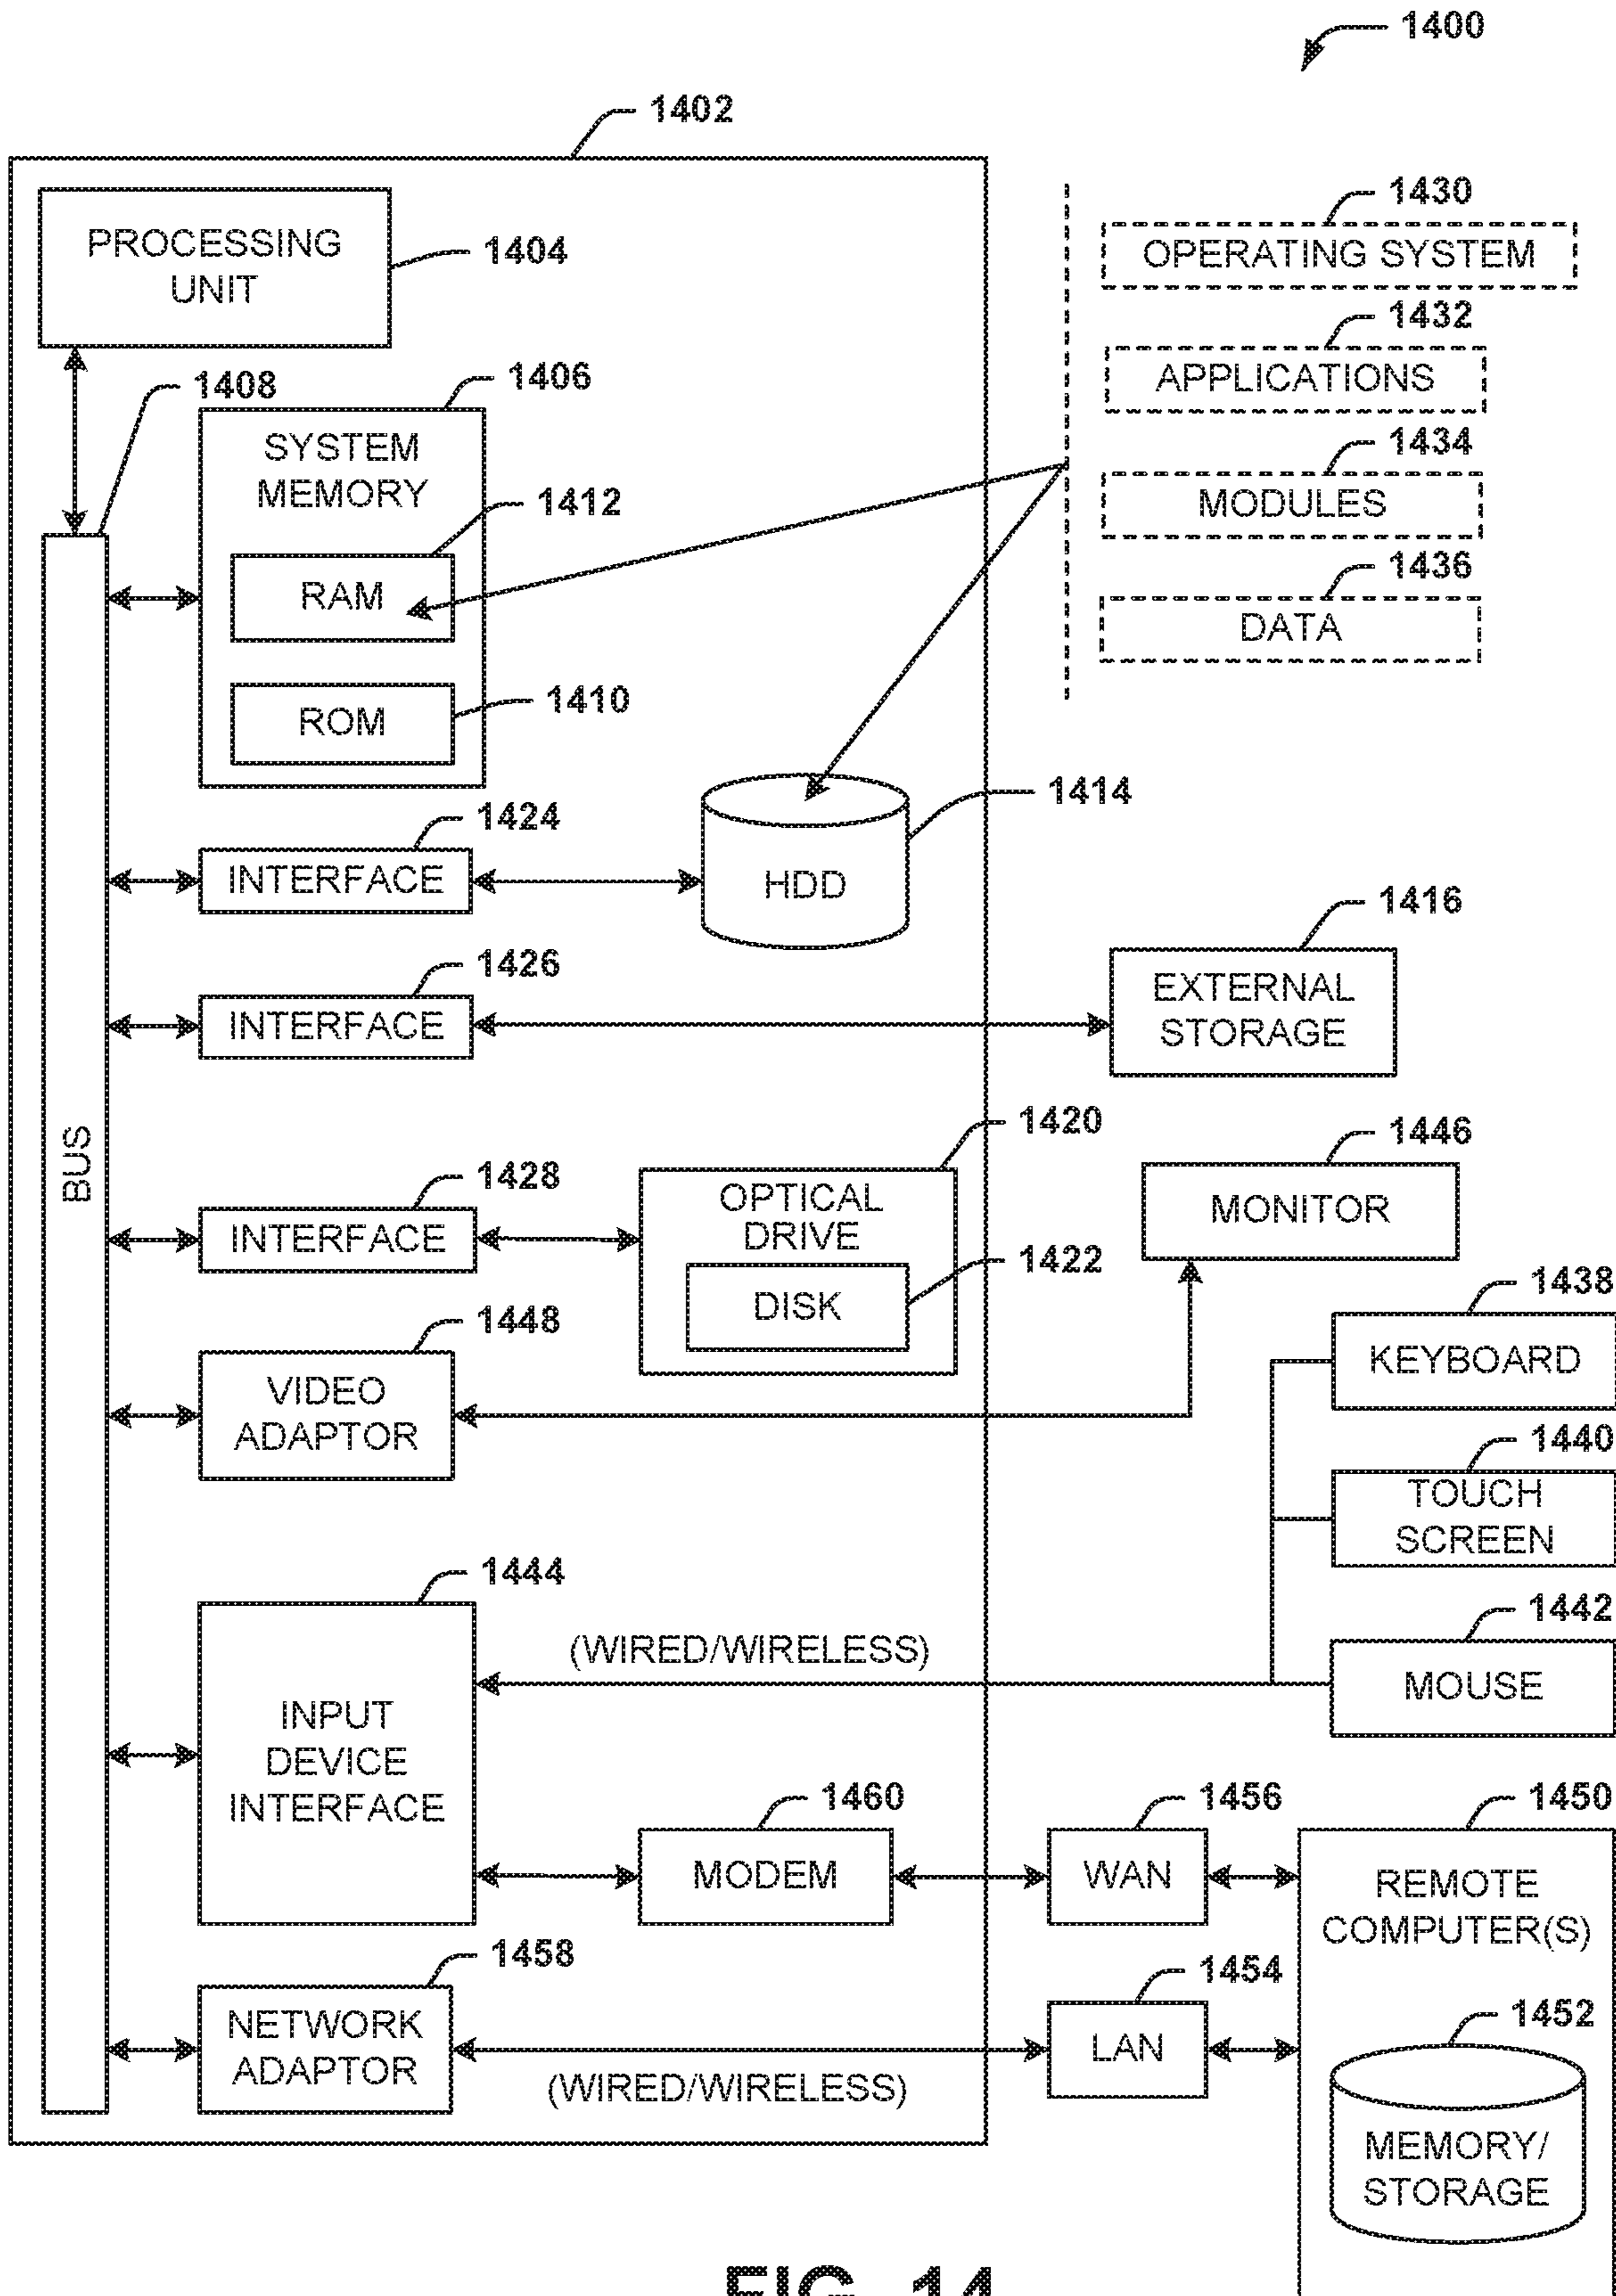 1400
1402
PROCESSING
UNIT
1404
1430
OPERATING SYSTEM
1432
APPLICATIONS
1434
MODULES
1436
DATA
1408
1406
SYSTEM
MEMORY
1412
RAM
1410
ROM
1414
HDD
1424
INTERFACE
1416
EXTERNAL
STORAGE
1426
INTERFACE
BUS
1420
OPTICAL
DRIVE
1422
DISK
1428
INTERFACE
1446
MONITOR
1448
VIDEO
ADAPTOR
1438
KEYBOARD
1440
TOUCH
SCREEN
1442
MOUSE
1444
INPUT
DEVICE
INTERFACE
(WIRED/WIRELESS)
1460
MODEM
1456
WAN
1450
REMOTE
COMPUTER(S)
1458
NETWORK
ADAPTOR
(WIRED/WIRELESS)
1454
LAN
1452
MEMORY/
STORAGE
FIG. 14